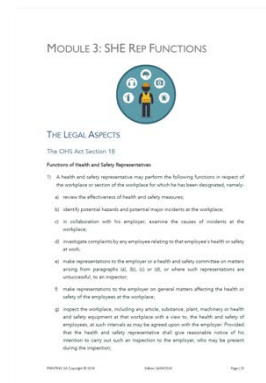 MODULE 3: SHE REP FUNCTIONS
THE LEGAL ASPECTS
The OHS Act Section 18
Functions of Health and Safety Representatives
1) A health and safety representative may perform the following functions in respect of
the workplace or section of the workplace for which he has been designated, namely-
a) review the effectiveness of health and safety measures;
b) identify potential hazards and potential major incidents at the workplace;
c) in collaboration with his employer, examine the causes of incidents at the
workplace;
d) investigate complaints by any employee relating to that employee's health or safety
at work;
e) make representations to the employer or a health and safety committee on matters
arising from paragraphs (a), (b), (c) or (d), or where such representations are
unsuccessful, to an inspector;
f) make representations to the employer on general matters affecting the health or
safety of the employees at the workplace;
g) inspect the workplace, including any article, substance, plant, machinery or health
and safety equipment at that workplace with a view to, the health and safety of
employees, at such intervals as may be agreed upon with the employer: Provided
that the health and safety representative shall give reasonable notice of his
intention to carry out such an inspection to the employer, who may be present
during the inspection;
Copyright © 2018
Page |